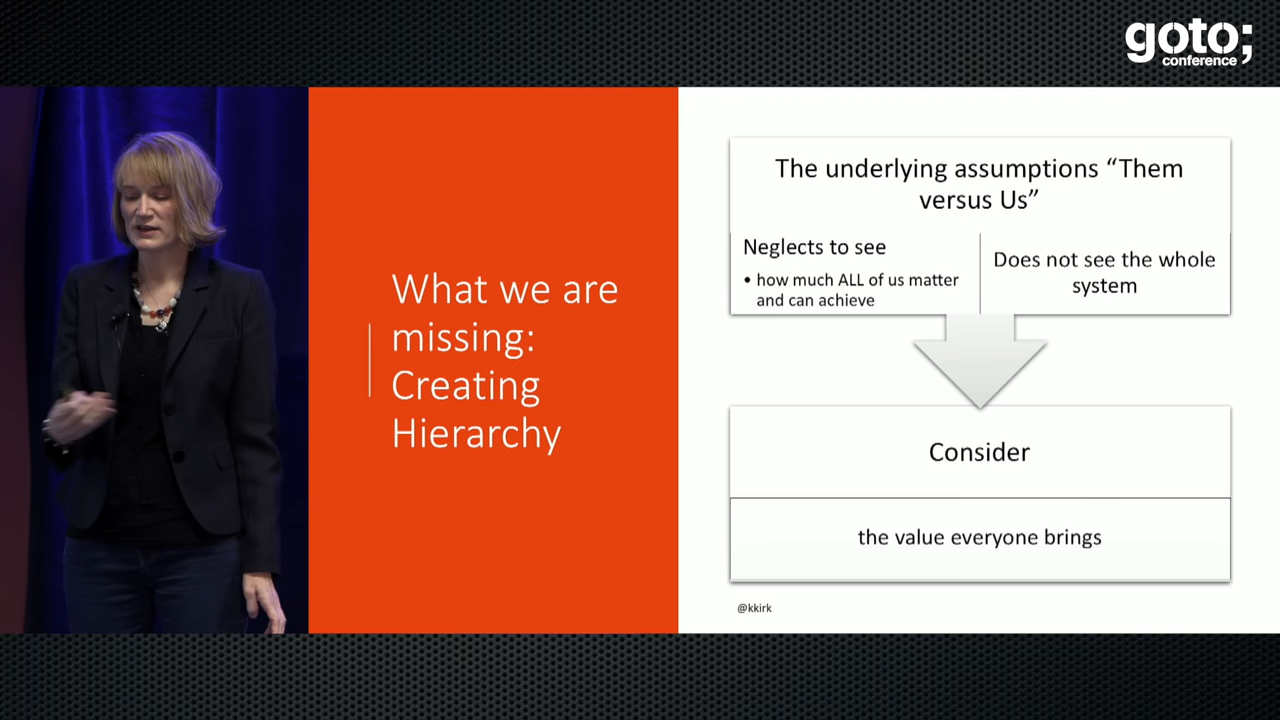 goto;
conference
What we are
missing:
Creating
Hierarchy
The underlying assumptions “Them
versus Us”
Neglects to see
• how much ALL of us matter
and can achieve
Does not see the whole
system
Consider
the value everyone brings
@kkirk